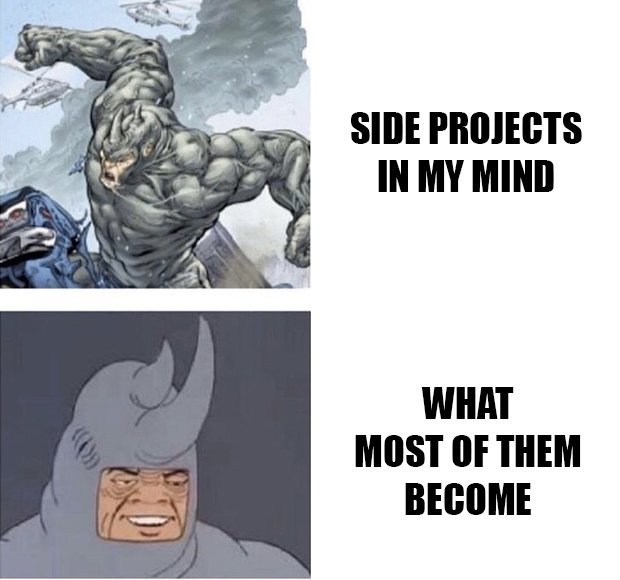 SIDE PROJECTS
IN MY MIND
WHAT
MOST OF THEM
BECOME